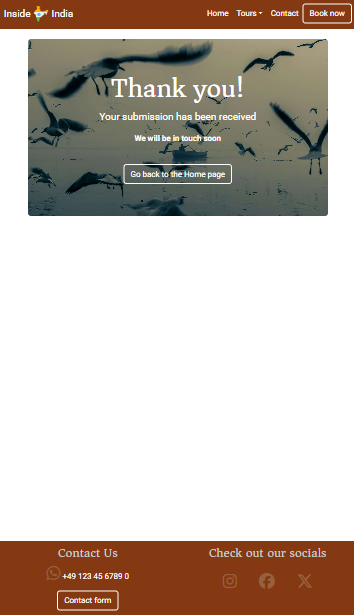 Inside India
Home Tours Contact Book now
Thank you!
Your submission has been received
We will be in touch soon
Go back to the Home page
Contact Us
+49 123 45 6789 0
Contact form
Check out our socials